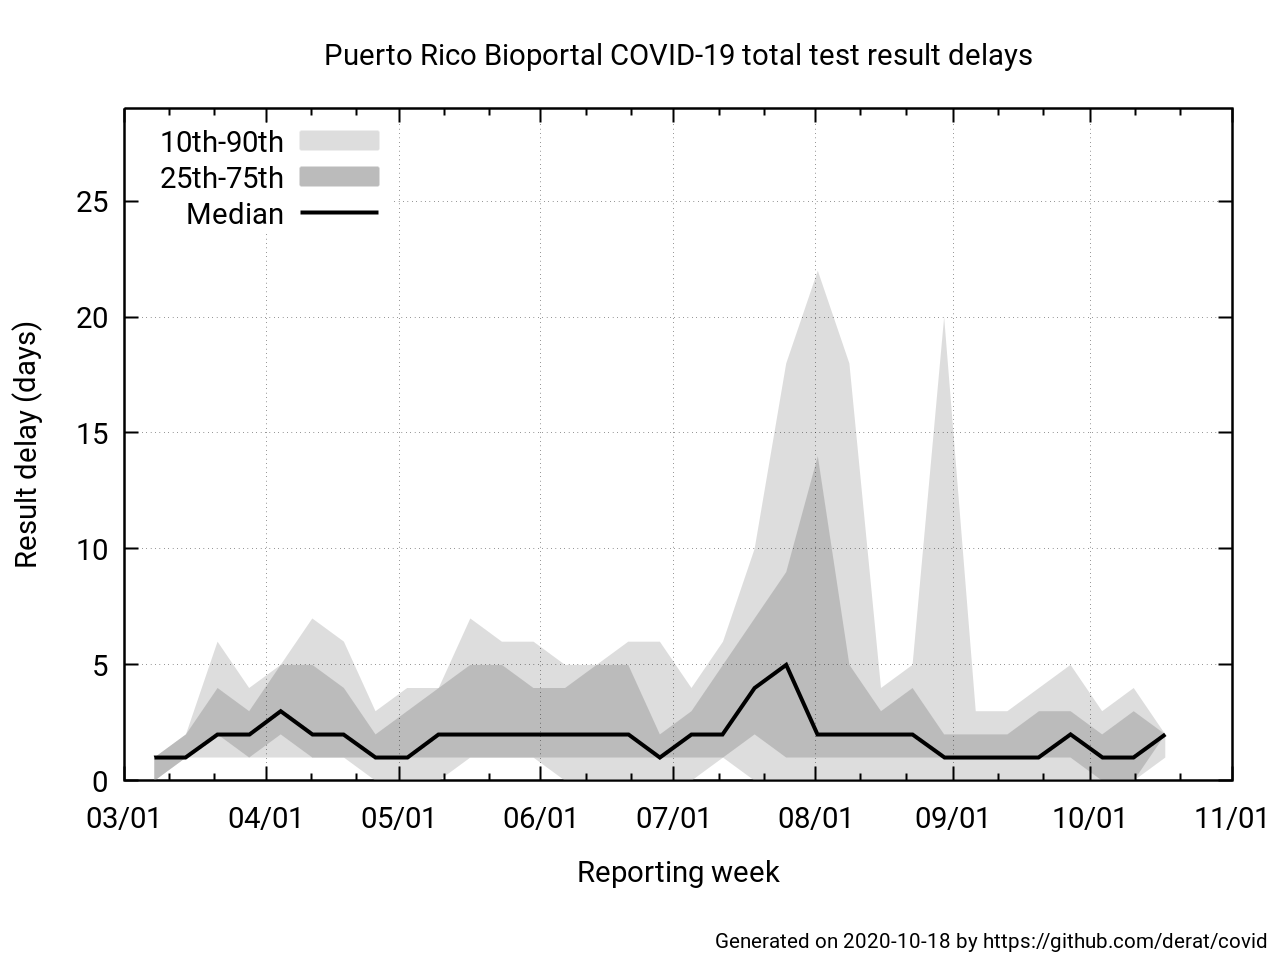 Puerto Rico Bioportal COVID-19 total test result delays
10th-90th
25th-75th
Median
25
20
15
10
5
0
Result delay (days)
03/01 04/01 05/01 06/01 07/01 08/01 09/01 10/01 11/01
Reporting week
Generated on 2020-10-18 by https://github.com/derat/covid